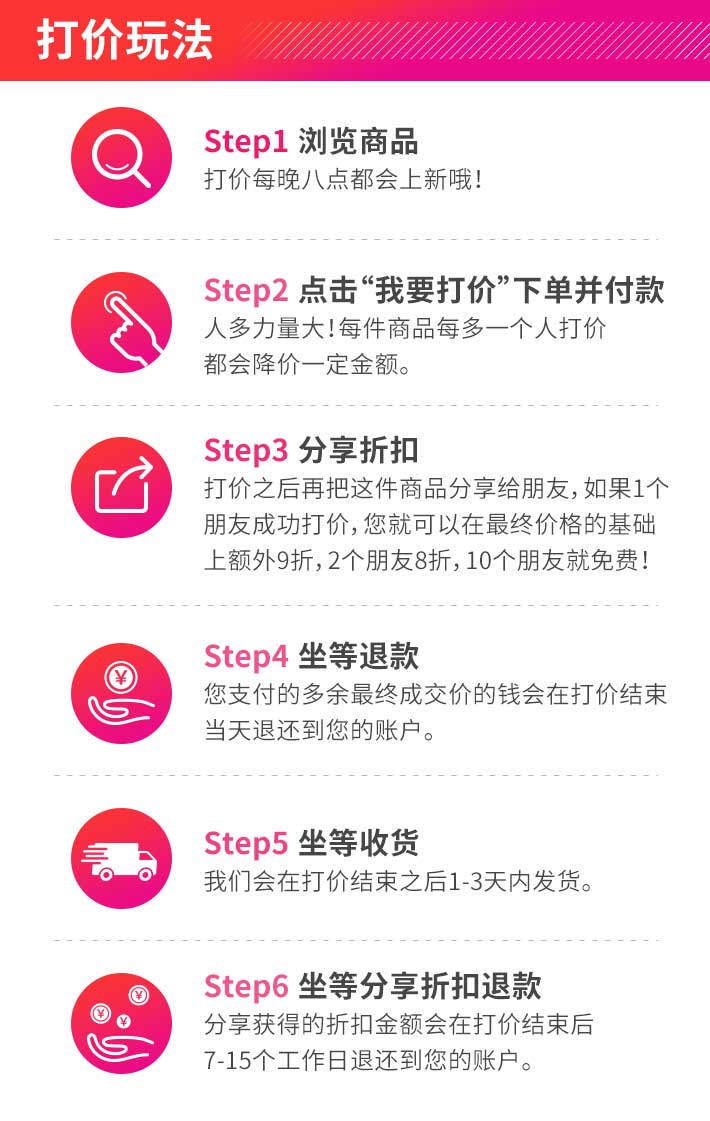 打价玩法
Step1 浏览商品
打价每晚八点都会上新哦!
Step2 点击“我要打价”下单并付款
人多力量大!每件商品每多一个人打价
都会降价一定金额。
Step3 分享折扣
打价之后再把这件商品分享给朋友,如果1个
朋友成功打价,您就可以在最终价格的基础
上额外9折,2个朋友8折,10个朋友就免费!
Step4 坐等退款
您支付的多余最终成交价的钱会在打价结束
当天退还到您的账户。
Step5 坐等收货
我们会在打价结束之后1-3天内发货。
Step6 坐等分享折扣退款
分享获得的折扣金额会在打价结束后
7-15个工作日退还到您的账户。